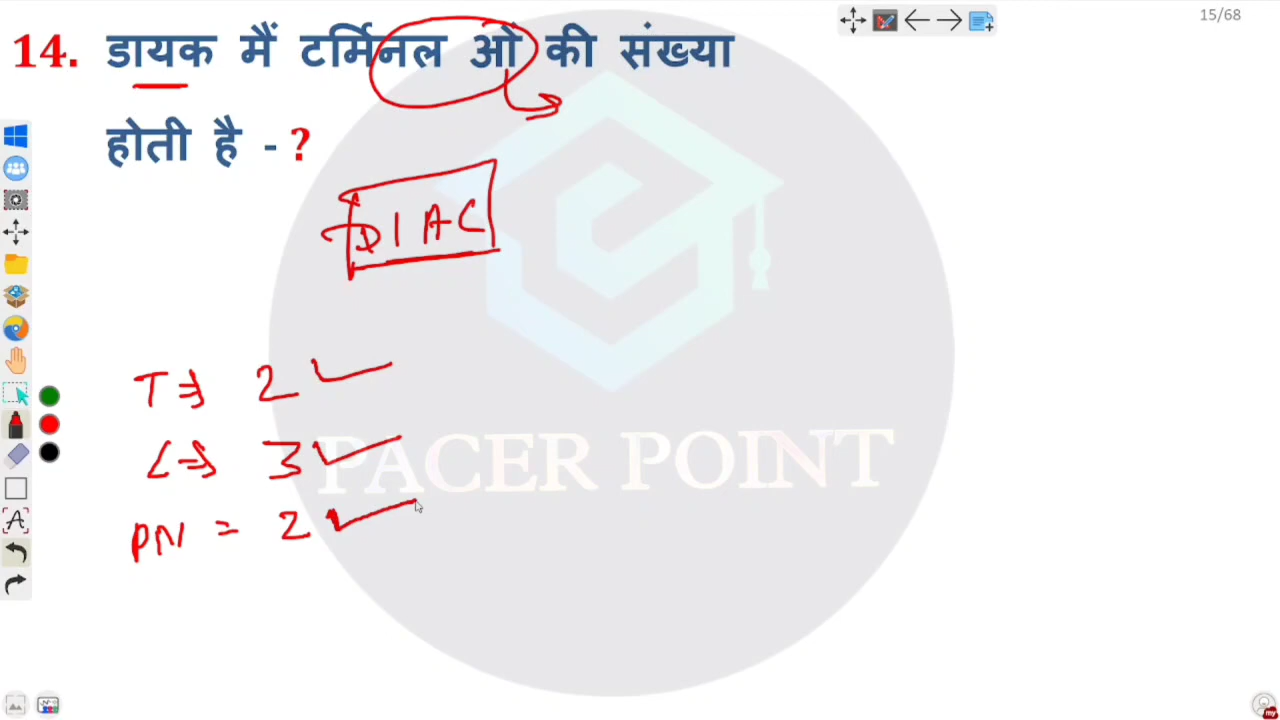 15/68
14. डायक मैं टर्मिनल ओं की संख्या
होती है - ?
DIAC
T ⇒ 2
L ⇒ 3
PN = 2
PACER POINT